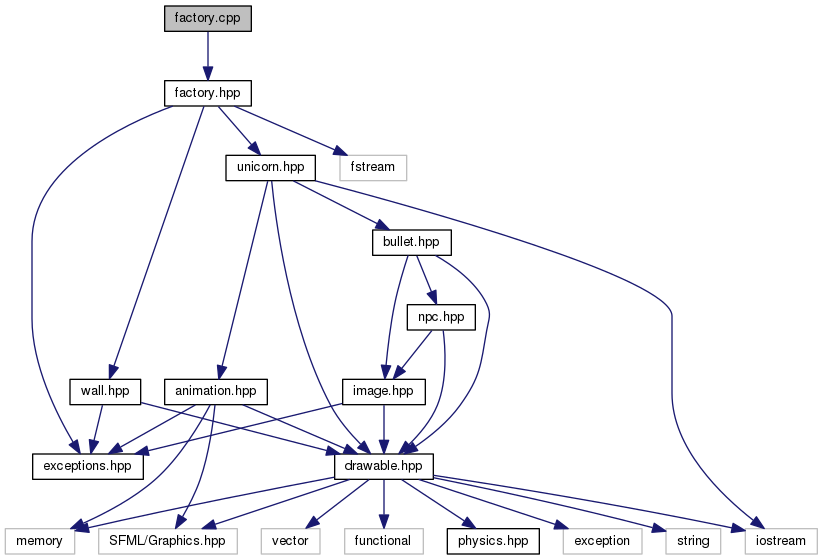 factory.cpp
factory.hpp
unicorn.hpp
fstream
bullet.hpp
npc.hpp
wall.hpp
animation.hpp
image.hpp
exceptions.hpp
drawable.hpp
memory
SFML/Graphics.hpp
vector
functional
physics.hpp
exception
string
iostream